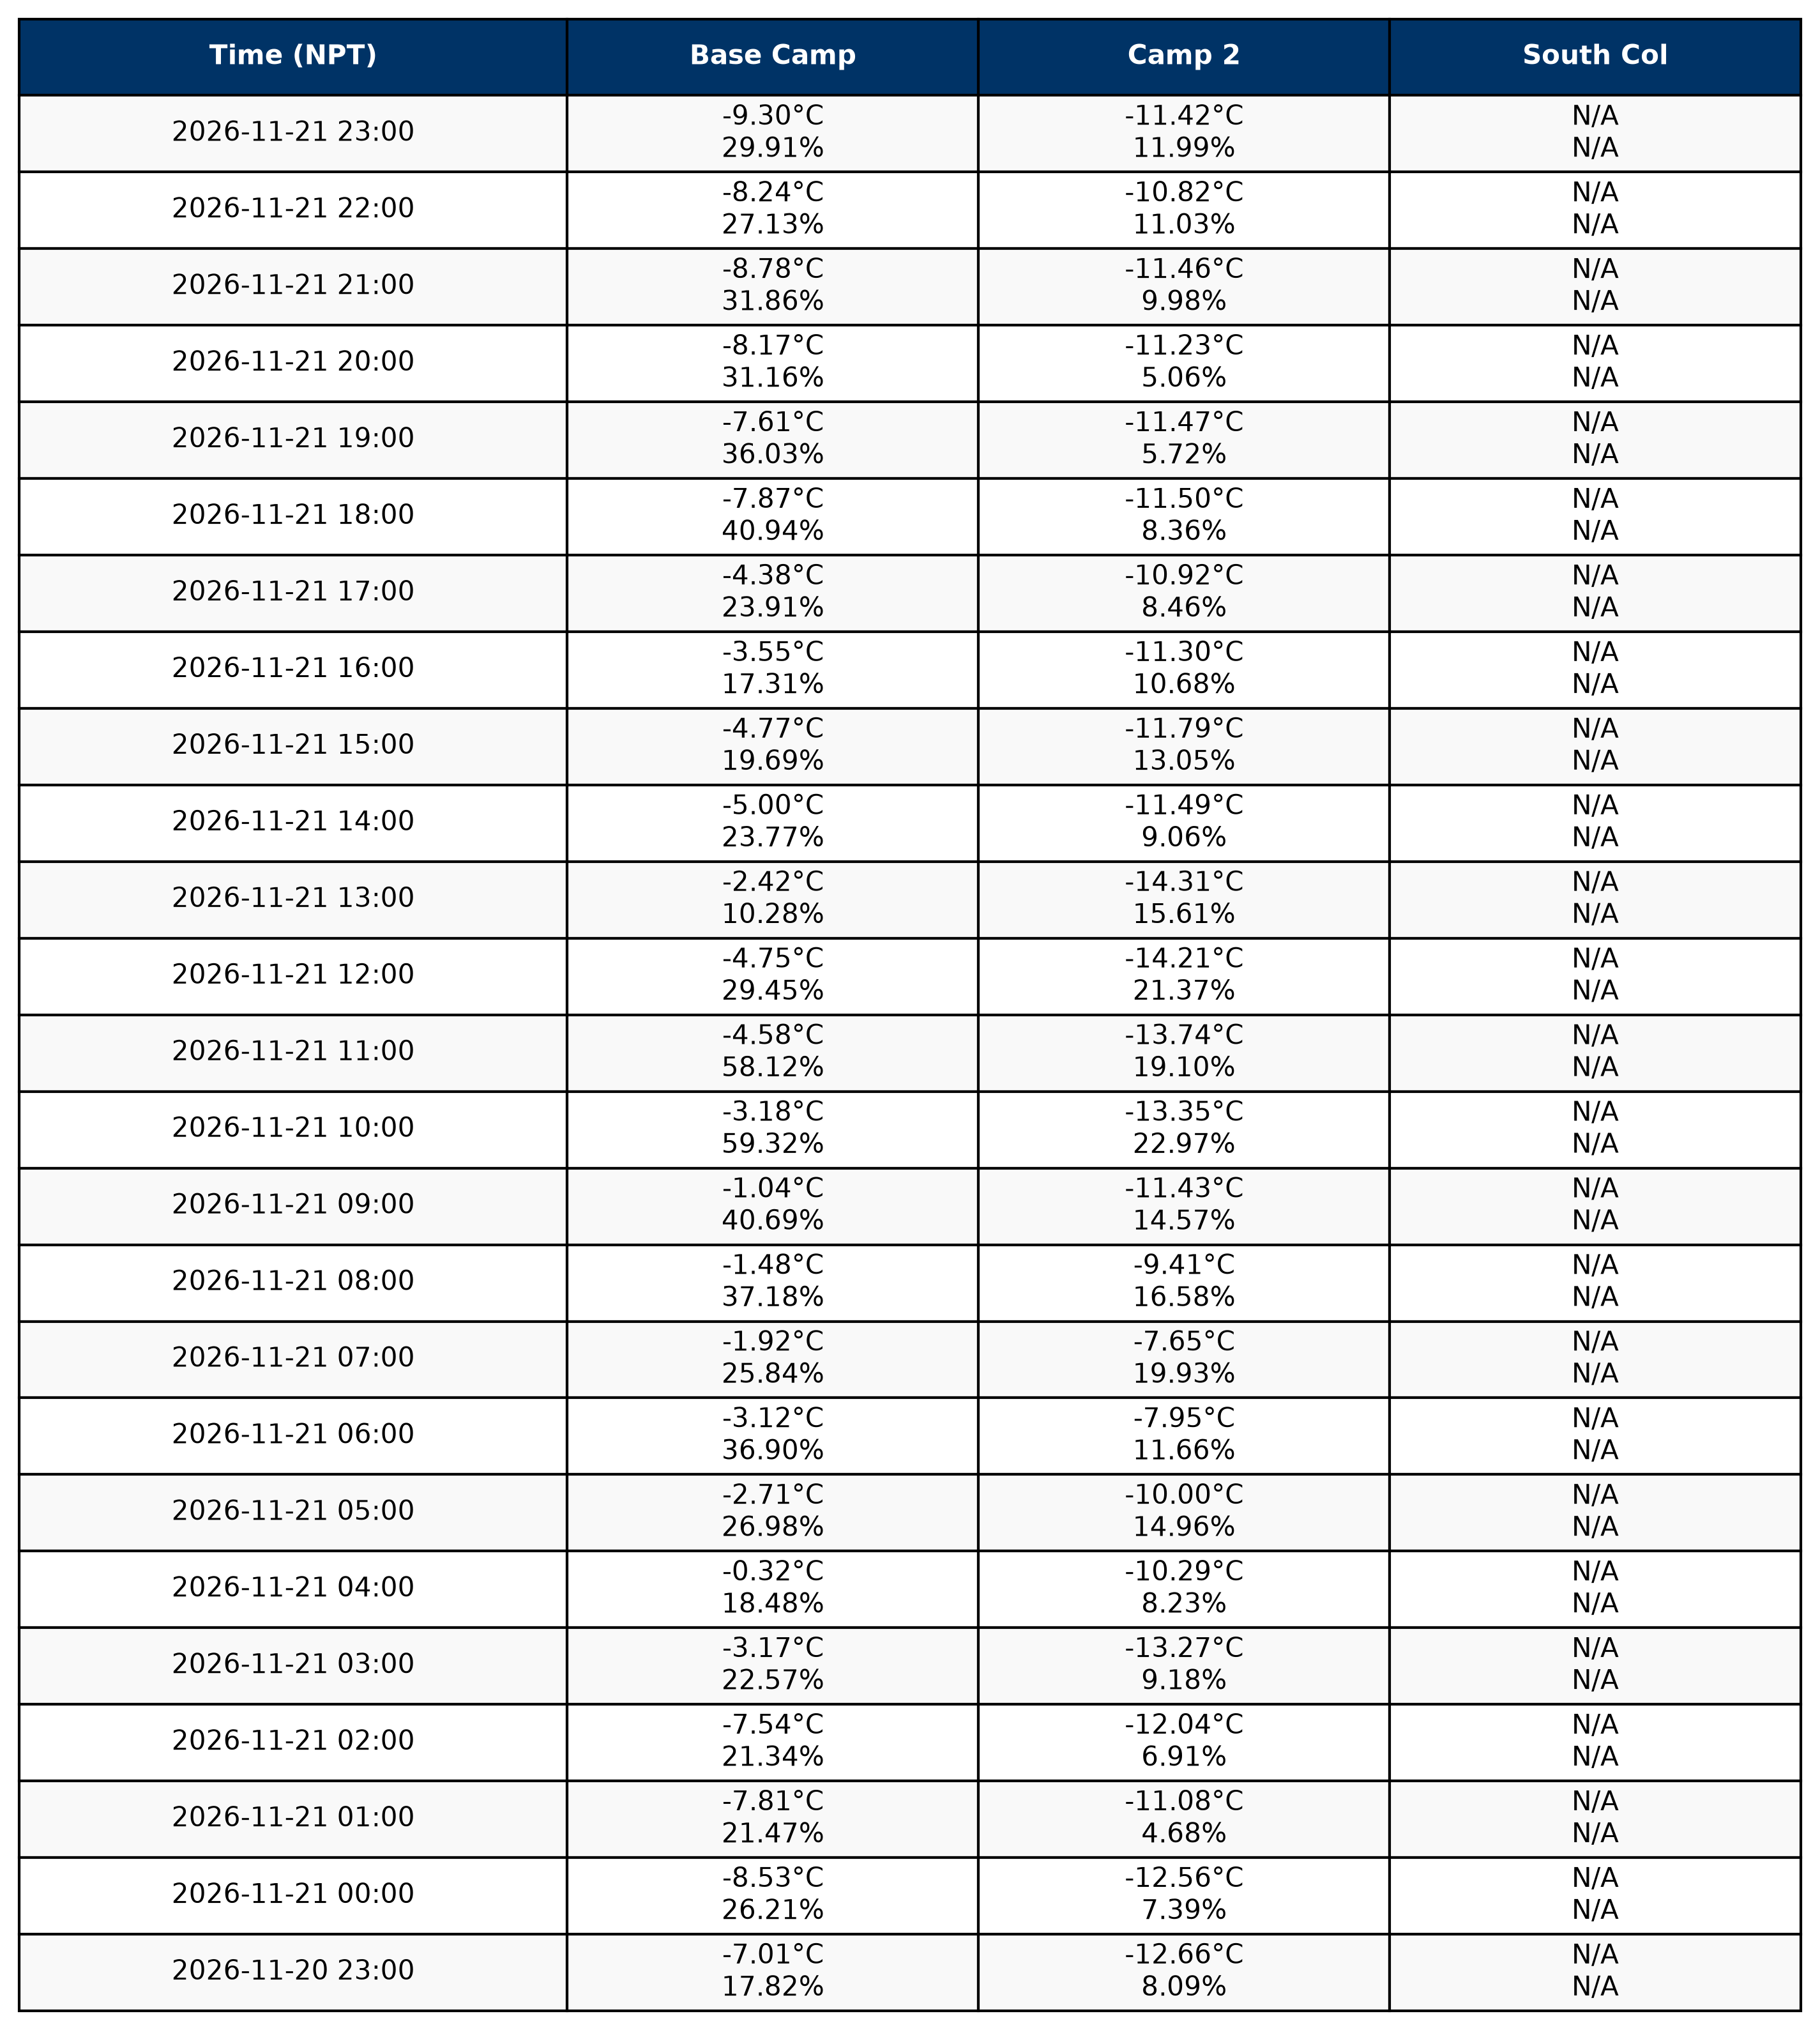 Time (NPT) Base Camp Camp 2 South Col
2026-11-21 23:00 -9.30°C -11.42°C N/A
29.91% 11.99% N/A
2026-11-21 22:00 -8.24°C -10.82°C N/A
27.13% 11.03% N/A
2026-11-21 21:00 -8.78°C -11.46°C N/A
31.86% 9.98% N/A
2026-11-21 20:00 -8.17°C -11.23°C N/A
31.16% 5.06% N/A
2026-11-21 19:00 -7.61°C -11.47°C N/A
36.03% 5.72% N/A
2026-11-21 18:00 -7.87°C -11.50°C N/A
40.94% 8.36% N/A
2026-11-21 17:00 -4.38°C -10.92°C N/A
23.91% 8.46% N/A
2026-11-21 16:00 -3.55°C -11.30°C N/A
17.31% 10.68% N/A
2026-11-21 15:00 -4.77°C -11.79°C N/A
19.69% 13.05% N/A
2026-11-21 14:00 -5.00°C -11.49°C N/A
23.77% 9.06% N/A
2026-11-21 13:00 -2.42°C -14.31°C N/A
10.28% 15.61% N/A
2026-11-21 12:00 -4.75°C -14.21°C N/A
29.45% 21.37% N/A
2026-11-21 11:00 -4.58°C -13.74°C N/A
58.12% 19.10% N/A
2026-11-21 10:00 -3.18°C -13.35°C N/A
59.32% 22.97% N/A
2026-11-21 09:00 -1.04°C -11.43°C N/A
40.69% 14.57% N/A
2026-11-21 08:00 -1.48°C -9.41°C N/A
37.18% 16.58% N/A
2026-11-21 07:00 -1.92°C -7.65°C N/A
25.84% 19.93% N/A
2026-11-21 06:00 -3.12°C -7.95°C N/A
36.90% 11.66% N/A
2026-11-21 05:00 -2.71°C -10.00°C N/A
26.98% 14.96% N/A
2026-11-21 04:00 -0.32°C -10.29°C N/A
18.48% 8.23% N/A
2026-11-21 03:00 -3.17°C -13.27°C N/A
22.57% 9.18% N/A
2026-11-21 02:00 -7.54°C -12.04°C N/A
21.34% 6.91% N/A
2026-11-21 01:00 -7.81°C -11.08°C N/A
21.47% 4.68% N/A
2026-11-21 00:00 -8.53°C -12.56°C N/A
26.21% 7.39% N/A
2026-11-20 23:00 -7.01°C -12.66°C N/A
17.82% 8.09% N/A